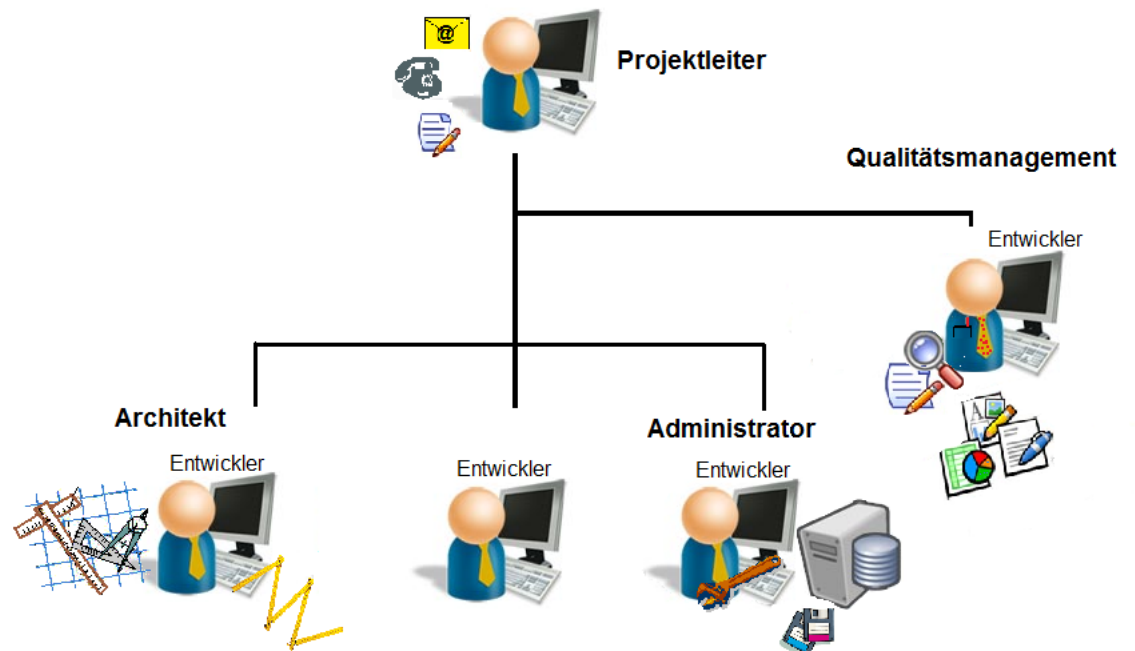 @
Projektleiter
Qualitätsmanagement
Entwickler
Architekt
Entwickler
Entwickler
Administrator
Entwickler
A